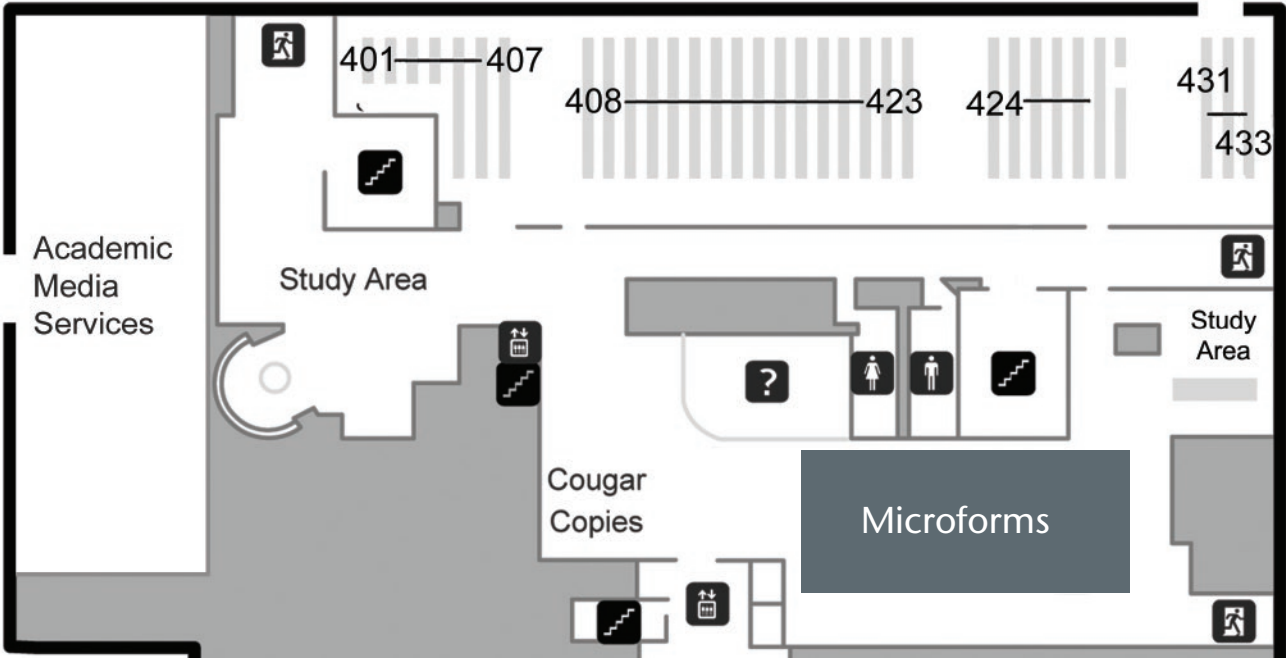 401 407
408 423
424
431
433
Academic
Media
Services
Study Area
Study
Area
?
Cougar
Copies
Microforms